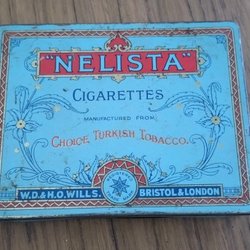 "NELISTA"
CIGARETTES
MANUFACTURED FROM
CHOICE TURKISH TOBACCO.
W.D. & H.O. WILLS. BRISTOL & LONDON